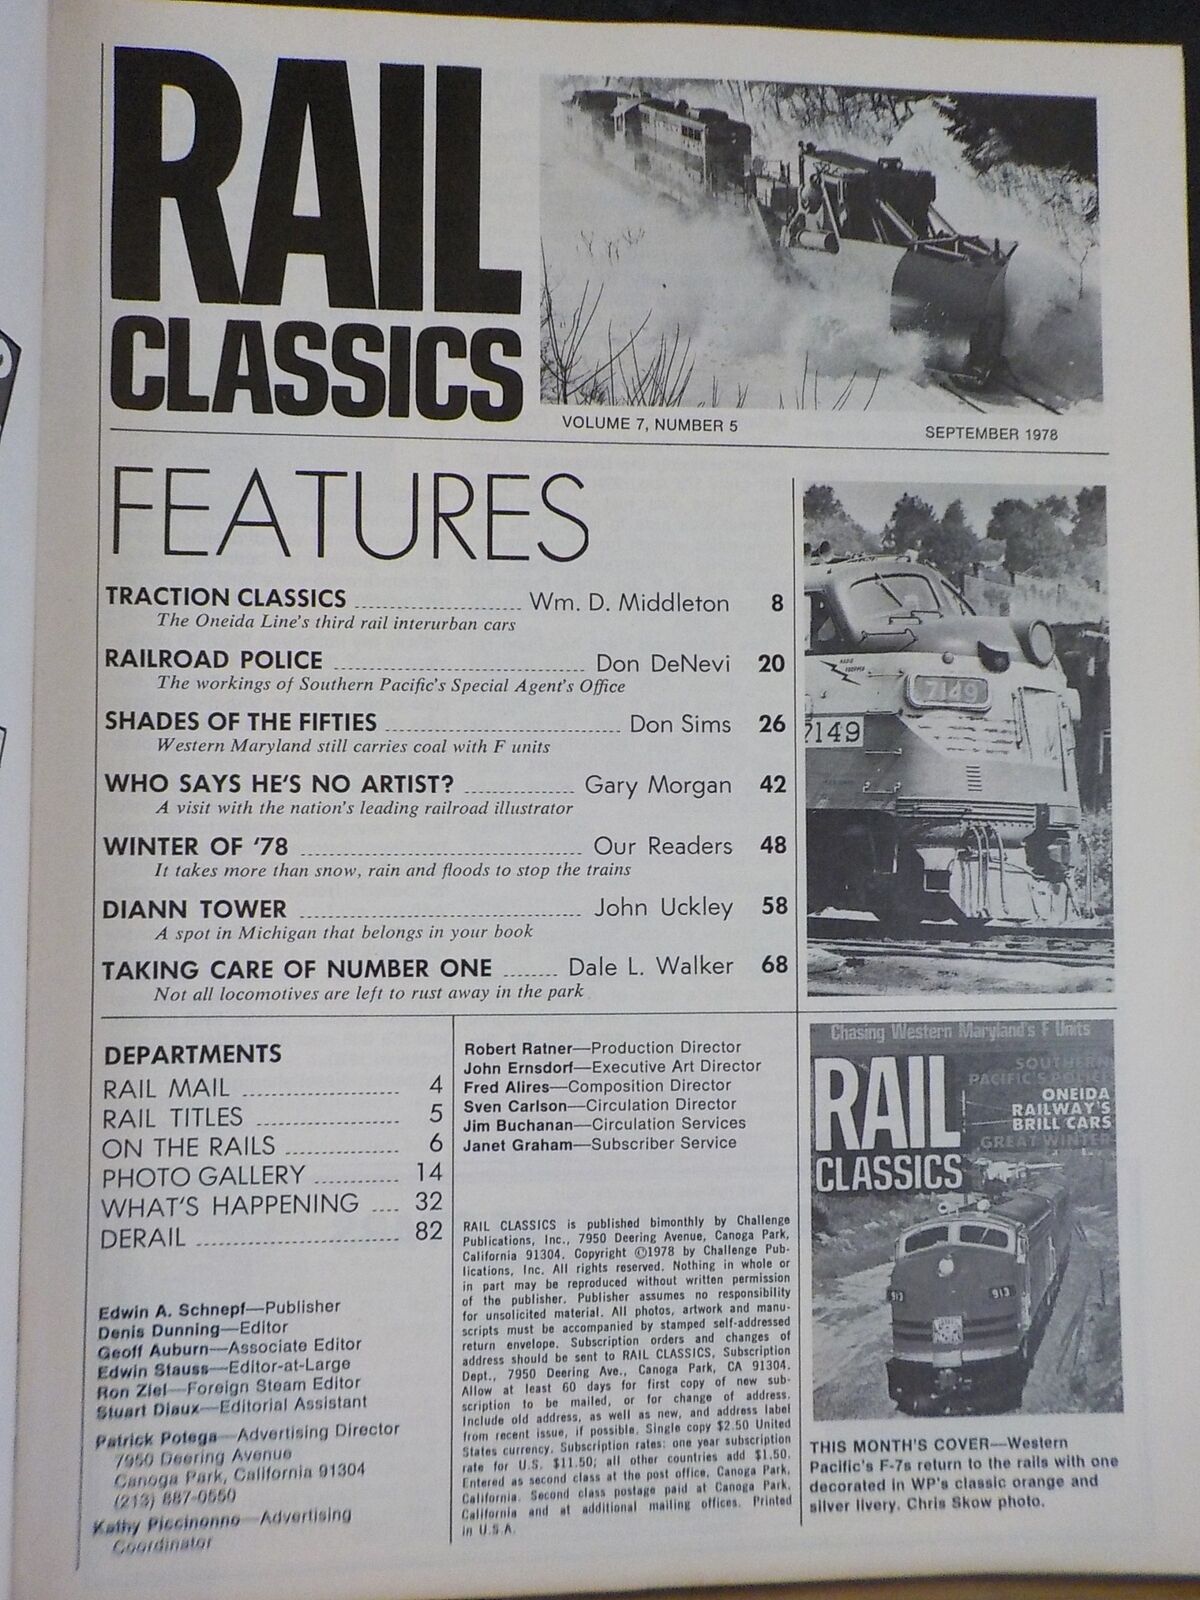 RAIL
CLASSICS
VOLUME 7, NUMBER 5
SEPTEMBER 1978
FEATURES
TRACTION CLASSICS ........ Wm. D. Middleton 8
The Oneida Line's third rail interurban cars
RAILROAD POLICE ........ Don DeNevi 20
The workings of Southern Pacific's Special Agent's Office
SHADES OF THE FIFTIES ........ Don Sims 26
Western Maryland still carries coal with F units
WHO SAYS HE'S NO ARTIST? ........ Gary Morgan 42
A visit with the nation's leading railroad illustrator
WINTER OF '78 ........ Our Readers 48
It takes more than snow, rain and floods to stop the trains
DIANN TOWER ........ John Uckley 58
A spot in Michigan that belongs in your book
TAKING CARE OF NUMBER ONE ........ Dale L. Walker 68
Not all locomotives are left to rust away in the park
RADIO
EQUIPPED
7149
7149
DEPARTMENTS
RAIL MAIL ........ 4
RAIL TITLES ........ 5
ON THE RAILS ........ 6
PHOTO GALLERY ........ 14
WHAT'S HAPPENING .... 32
DERAIL ........ 82
Edwin A. Schnepf—Publisher
Denis Dunning—Editor
Geoff Auburn—Associate Editor
Edwin Stauss—Editor-at-Large
Ron Ziel—Foreign Steam Editor
Stuart Diaux—Editorial Assistant
Patrick Potega—Advertising Director
7950 Deering Avenue
Canoga Park, California 91304
(213) 887-0550
Kathy Piccinonno—Advertising
Coordinator
Robert Ratner—Production Director
John Ernsdorf—Executive Art Director
Fred Alires—Composition Director
Sven Carlson—Circulation Director
Jim Buchanan—Circulation Services
Janet Graham—Subscriber Service
RAIL CLASSICS is published bimonthly by Challenge
Publications, Inc., 7950 Deering Avenue, Canoga Park,
California 91304. Copyright ©1978 by Challenge Pub-
lications, Inc. All rights reserved. Nothing in whole or
in part may be reproduced without written permission
of the publisher. Publisher assumes no responsibility
for unsolicited material. All photos, artwork and manu-
scripts must be accompanied by stamped self-addressed
return envelope. Subscription orders and changes of
address should be sent to RAIL CLASSICS, Subscription
Dept., 7950 Deering Ave., Canoga Park, CA 91304.
Allow at least 60 days for first copy of new sub-
scription to be mailed, or for change of address.
Include old address, as well as new, and address label
from recent issue, if possible. Single copy $2.50 United
States currency. Subscription rates: one year subscription
rate for U.S. $11.50; all other countries add $1.50.
Entered as second class at the post office, Canoga Park,
California. Second class postage paid at Canoga Park,
California and at additional mailing offices. Printed
in U.S.A.
Chasing Western Maryland's F Units
RAIL
CLASSICS
SOUTHERN
PACIFIC'S POLICE
ONEIDA
RAILWAY'S
BRILL CARS
GREAT WINTER
913
913
THIS MONTH'S COVER—Western
Pacific's F-7s return to the rails with one
decorated in WP's classic orange and
silver livery. Chris Skow photo.